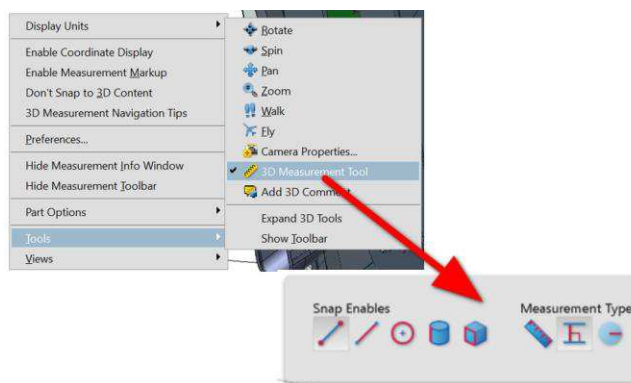 Display Units
Enable Coordinate Display
Enable Measurement Markup
Don't Snap to 3D Content
3D Measurement Navigation Tips
Preferences...
Hide Measurement Info Window
Hide Measurement Toolbar
Part Options
Tools
Views
Rotate
Spin
Pan
Zoom
Walk
Fly
Camera Properties...
3D Measurement Tool
Add 3D Comment...
Expand 3D Tools
Show Toolbar
Snap Enables
Measurement Type